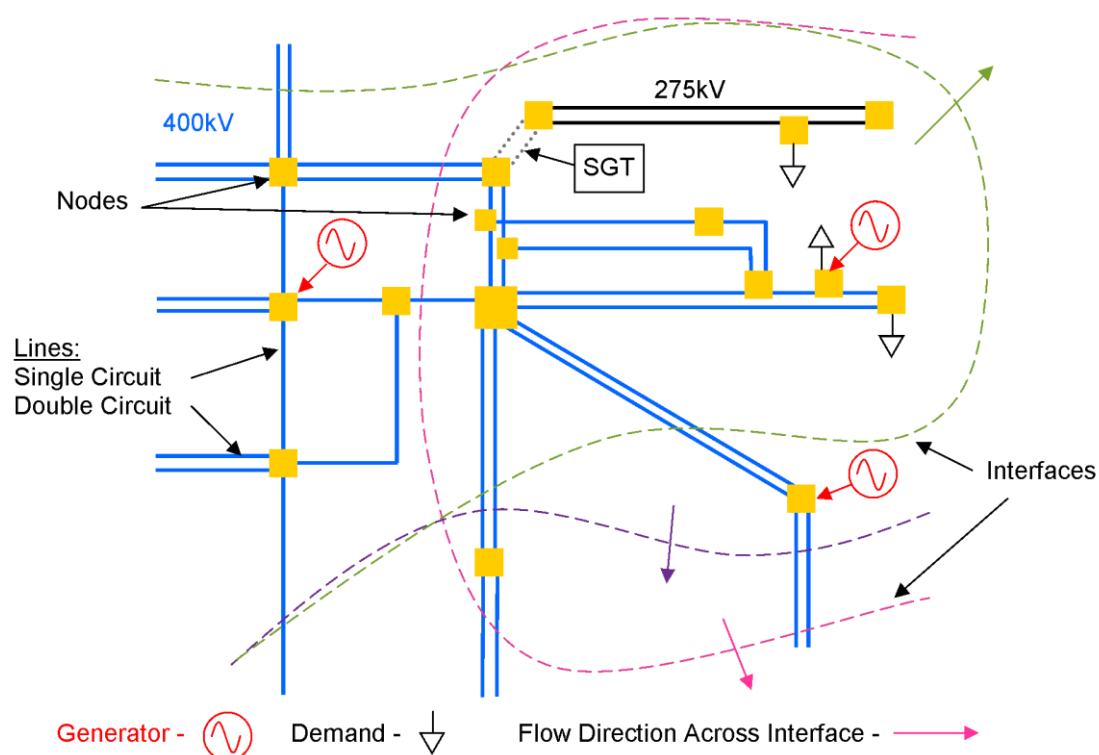 275kV
400kV
SGT
Nodes
Lines:
Single Circuit
Double Circuit
Interfaces
Generator -
Demand -
Flow Direction Across Interface -